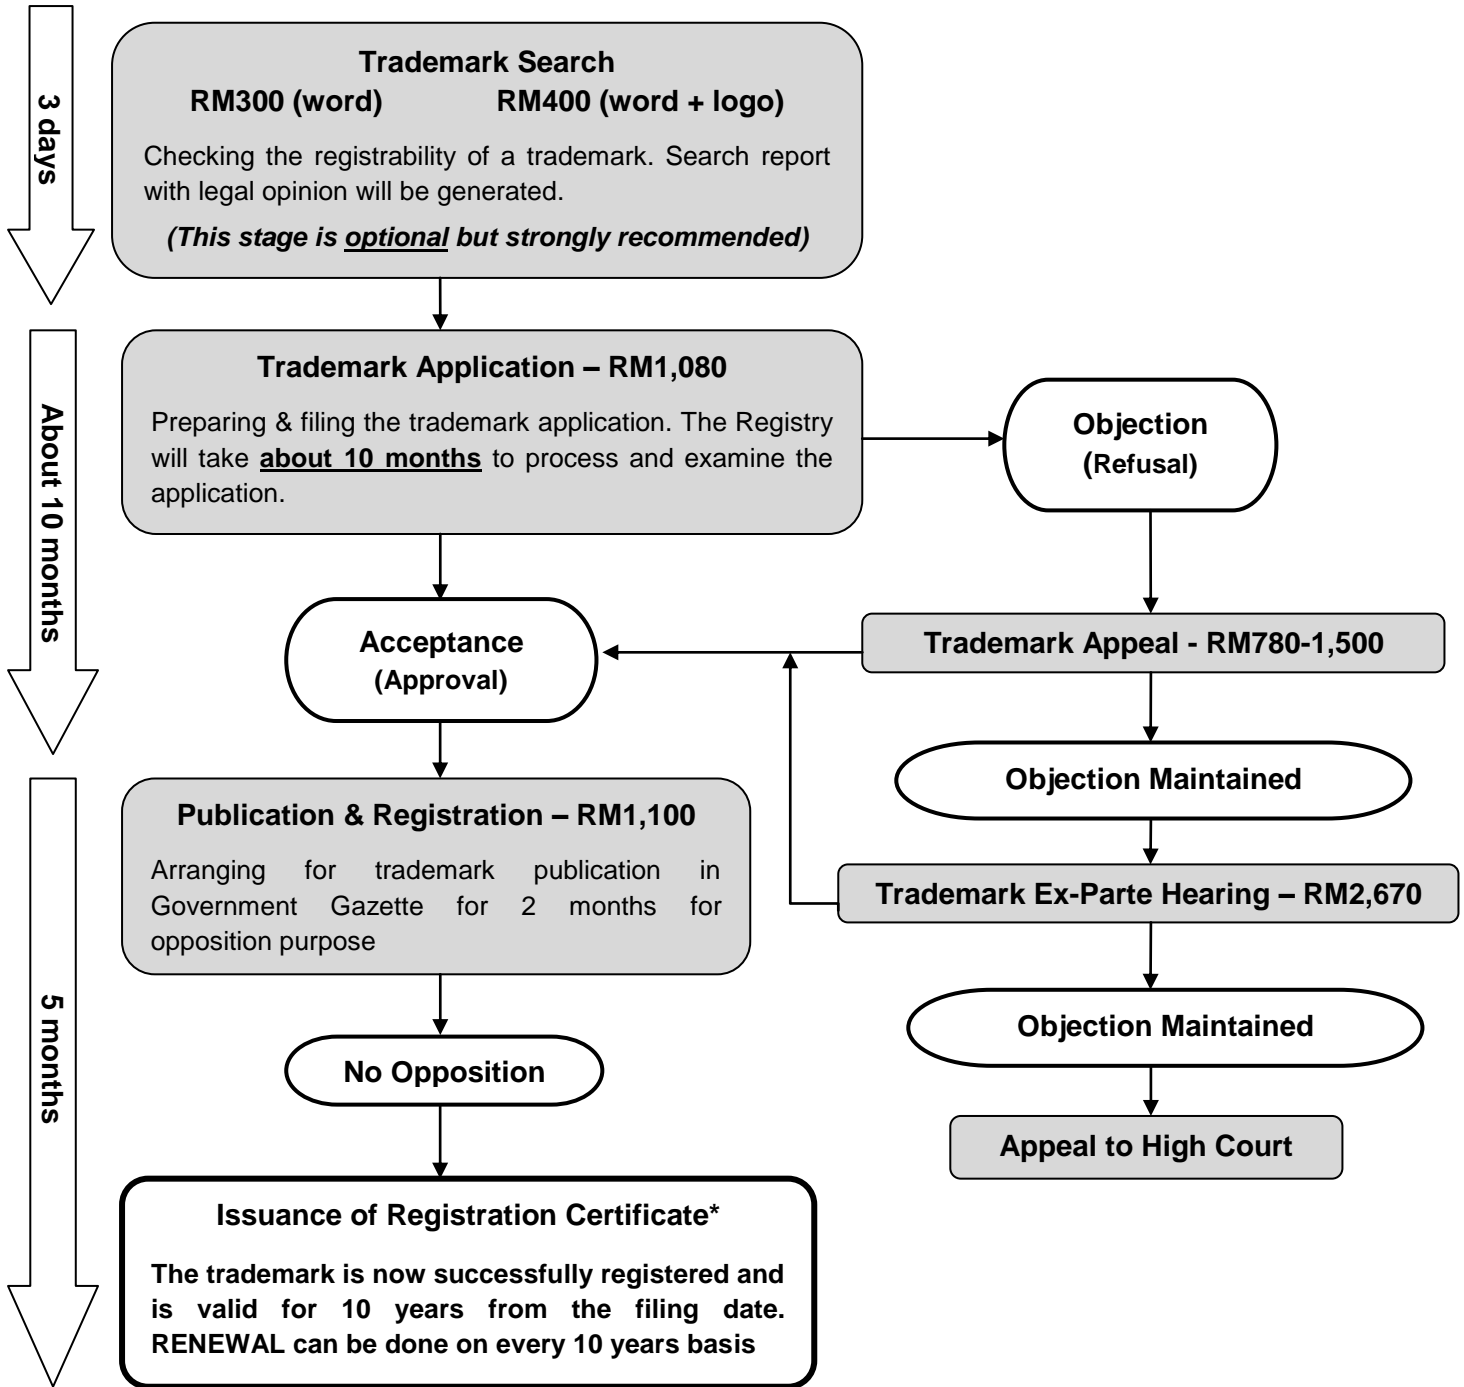 3 days
Trademark Search
RM300 (word) RM400 (word + logo)
Checking the registrability of a trademark. Search report
with legal opinion will be generated.
(This stage is optional but strongly recommended)
About 10 months
Trademark Application – RM1,080
Preparing & filing the trademark application. The Registry
will take about 10 months to process and examine the
application.
Objection
(Refusal)
Acceptance
(Approval)
Trademark Appeal - RM780-1,500
Objection Maintained
5 months
Publication & Registration – RM1,100
Arranging for trademark publication in
Government Gazette for 2 months for
opposition purpose
Trademark Ex-Parte Hearing – RM2,670
Objection Maintained
No Opposition
Appeal to High Court
Issuance of Registration Certificate*
The trademark is now successfully registered and
is valid for 10 years from the filing date.
RENEWAL can be done on every 10 years basis